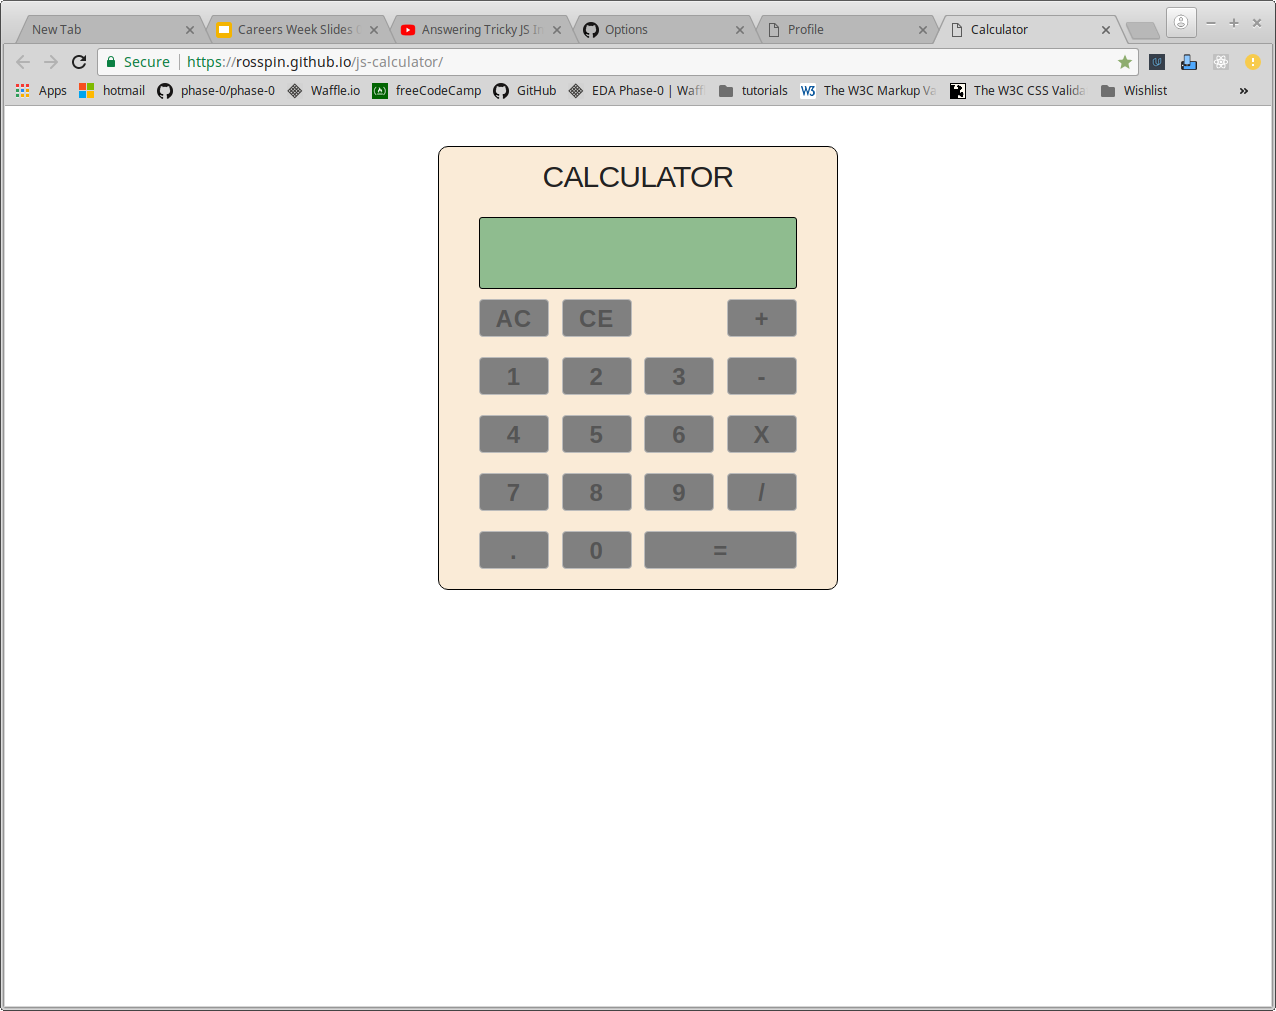 New Tab
Careers Week Slides
Answering Tricky JS In
Options
Profile
Calculator
Secure
https://rosspin.github.io/js-calculator/
Apps
hotmail
phase-0/phase-0
Waffle.io
freeCodeCamp
GitHub
EDA Phase-0 | Waff
tutorials
W3
The W3C Markup Va
The W3C CSS Valida
Wishlist
»
CALCULATOR
AC CE +
1 2 3 -
4 5 6 X
7 8 9 /
. 0 =